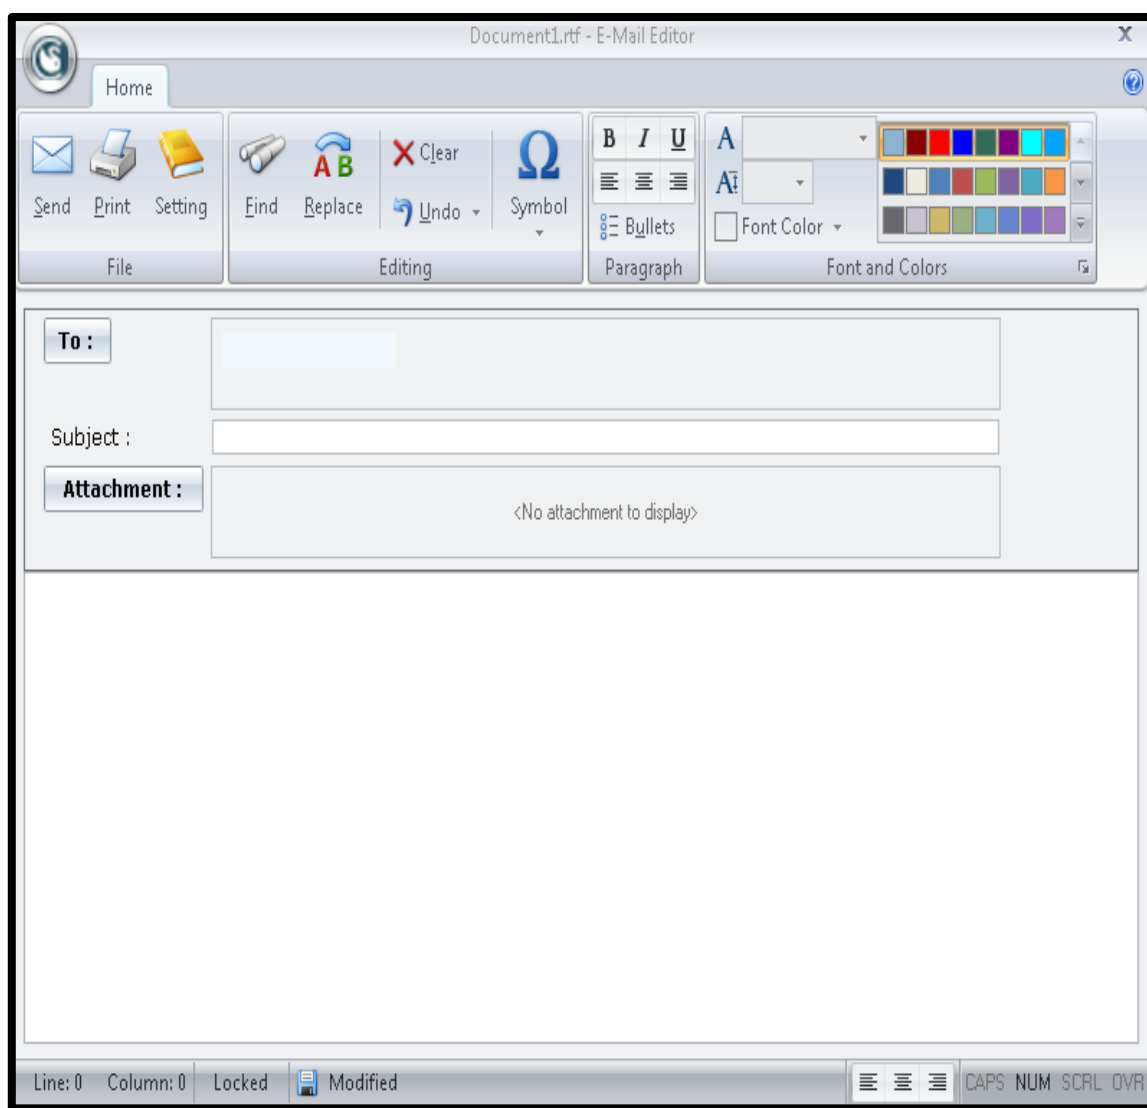 Document1.rtf - E-Mail Editor
Home
Send Print Setting Find Replace Clear Undo Symbol B I U Bullets A A Font Color
File Editing Paragraph Font and Colors
To :
Subject :
Attachment :
<No attachment to display>
Line: 0 Column: 0 Locked Modified CAPS NUM SCRL OVR